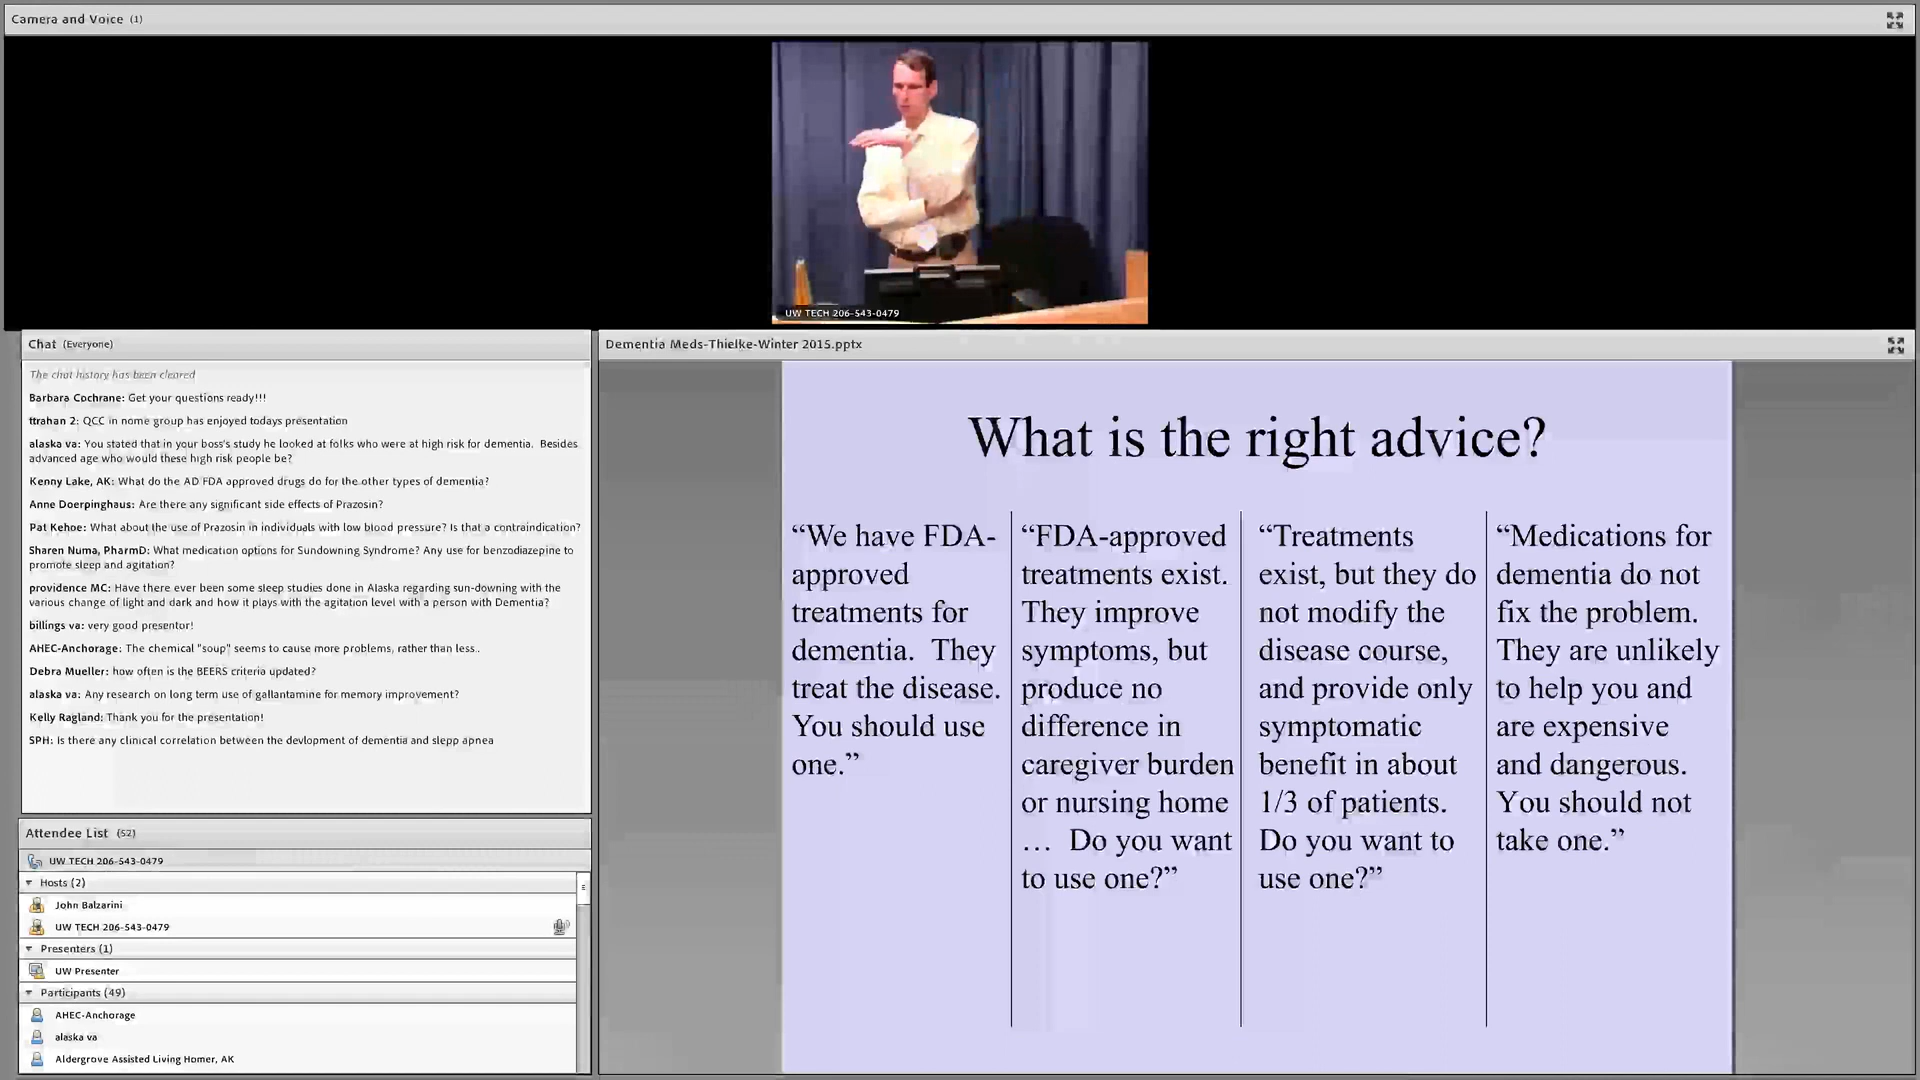 Camera and Voice (1)
UW TECH 206-543-0479
Chat (Everyone)
The chat history has been cleared
Barbara Cochrane: Get your questions ready!!!
ttrahan 2: QCC in nome group has enjoyed todays presentation
alaska va: You stated that in your boss's study he looked at folks who were at high risk for dementia. Besides
advanced age who would these high risk people be?
Kenny Lake, AK: What do the AD FDA approved drugs do for the other types of dementia?
Anne Doerpinghaus: Are there any significant side effects of Prazosin?
Pat Kehoe: What about the use of Prazosin in individuals with low blood pressure? Is that a contraindication?
Sharen Numa, PharmD: What medication options for Sundowning Syndrome? Any use for benzodiazepine to
promote sleep and agitation?
providence MC: Have there ever been some sleep studies done in Alaska regarding sun-downing with the
various change of light and dark and how it plays with the agitation level with a person with Dementia?
billings va: very good presentor!
AHEC-Anchorage: The chemical "soup" seems to cause more problems, rather than less..
Debra Mueller: how often is the BEERS criteria updated?
alaska va: Any research on long term use of gallantamine for memory improvement?
Kelly Ragland: Thank you for the presentation!
SPH: Is there any clinical correlation between the devlopment of dementia and slepp apnea
Attendee List (52)
UW TECH 206-543-0479
Hosts (2)
John Balzarini
UW TECH 206-543-0479
Presenters (1)
UW Presenter
Participants (49)
AHEC-Anchorage
alaska va
Aldergrove Assisted Living Homer, AK
Dementia Meds-Thielke-Winter 2015.pptx
What is the right advice?
“We have FDA-
approved
treatments for
dementia. They
treat the disease.
You should use
one.”
“FDA-approved
treatments exist.
They improve
symptoms, but
produce no
difference in
caregiver burden
or nursing home
… Do you want
to use one?”
“Treatments
exist, but they do
not modify the
disease course,
and provide only
symptomatic
benefit in about
1/3 of patients.
Do you want to
use one?”
“Medications for
dementia do not
fix the problem.
They are unlikely
to help you and
are expensive
and dangerous.
You should not
take one.”